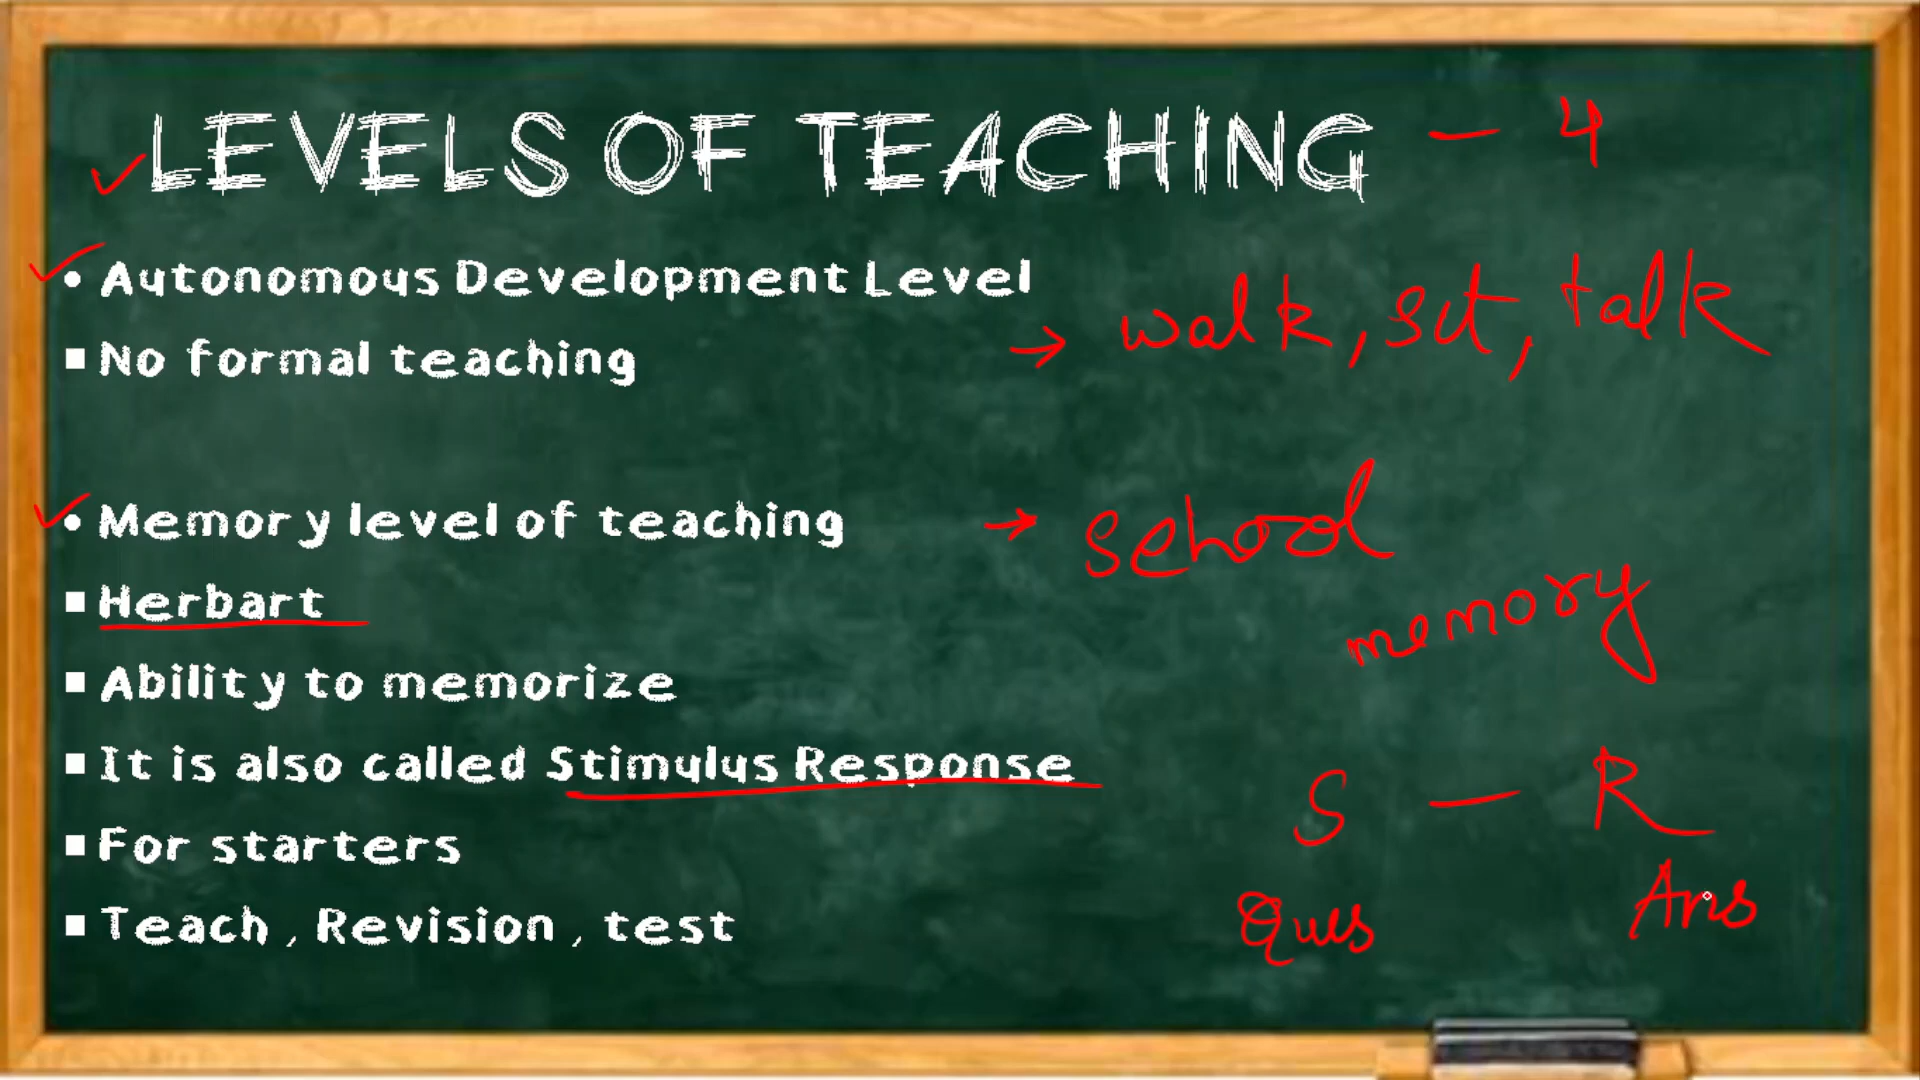 LEVELS OF TEACHING — 4
• Autonomous Development Level
▪ No formal teaching → walk, sit, talk
• Memory level of teaching → school
memory
▪ Herbart
▪ Ability to memorize
▪ It is also called Stimulus Response
S — R
▪ For starters
Ques Ans
▪ Teach, Revision, test